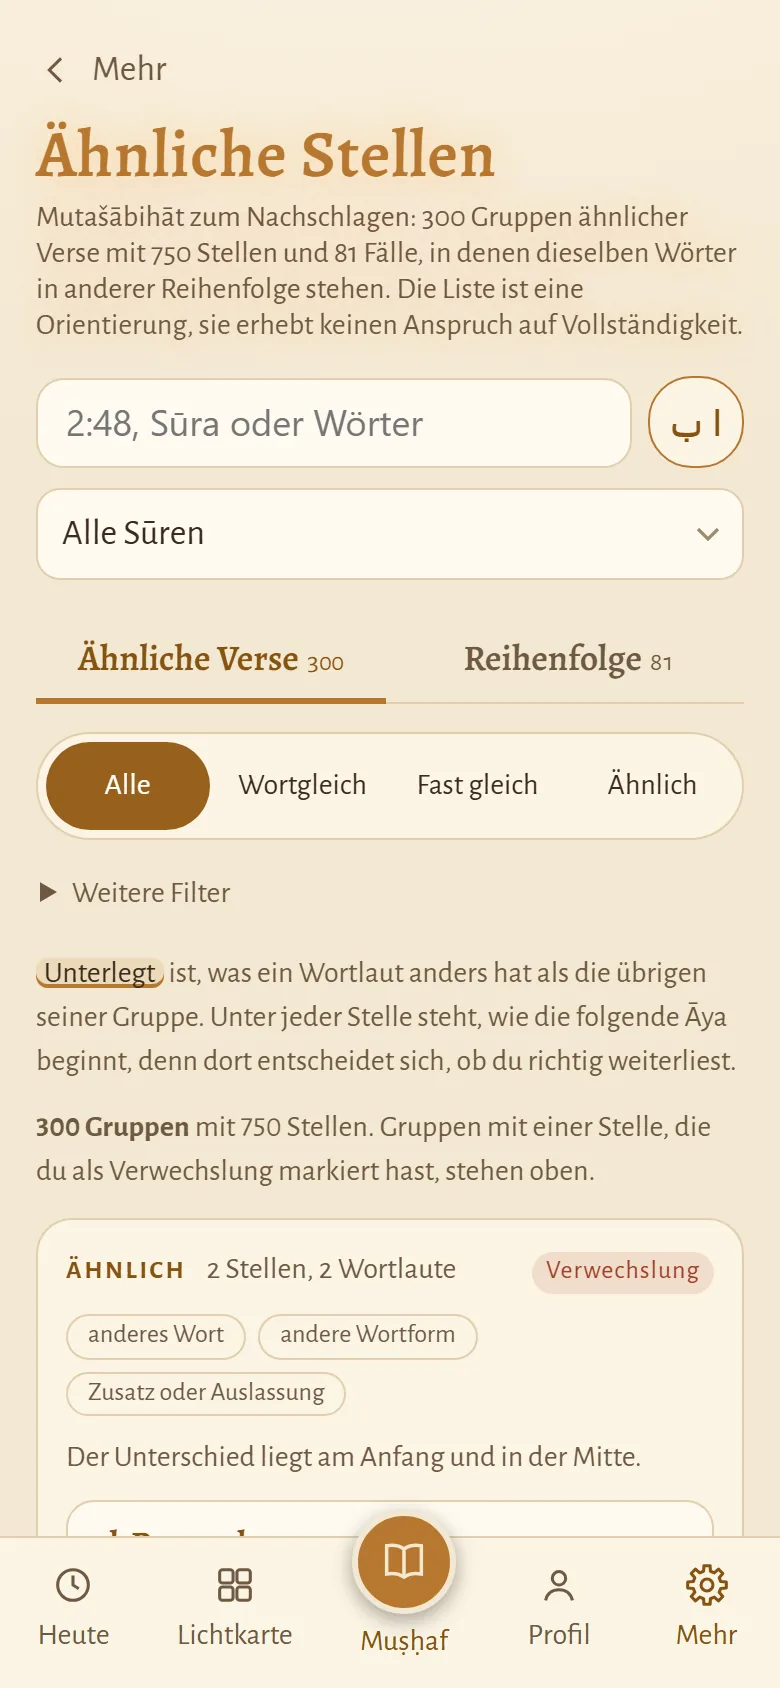 Mehr
Ähnliche Stellen
Mutašābihāt zum Nachschlagen: 300 Gruppen ähnlicher
Verse mit 750 Stellen und 81 Fälle, in denen dieselben Wörter
in anderer Reihenfolge stehen. Die Liste ist eine
Orientierung, sie erhebt keinen Anspruch auf Vollständigkeit.
2:48, Sūra oder Wörter
ا ب
Alle Sūren
Ähnliche Verse 300
Reihenfolge 81
Alle
Wortgleich
Fast gleich
Ähnlich
Weitere Filter
Unterlegt ist, was ein Wortlaut anders hat als die übrigen
seiner Gruppe. Unter jeder Stelle steht, wie die folgende Āya
beginnt, denn dort entscheidet sich, ob du richtig weiterliest.
300 Gruppen mit 750 Stellen. Gruppen mit einer Stelle, die
du als Verwechslung markiert hast, stehen oben.
ÄHNLICH 2 Stellen, 2 Wortlaute
Verwechslung
anderes Wort
andere Wortform
Zusatz oder Auslassung
Der Unterschied liegt am Anfang und in der Mitte.
Heute
Lichtkarte
Muṣḥaf
Profil
Mehr